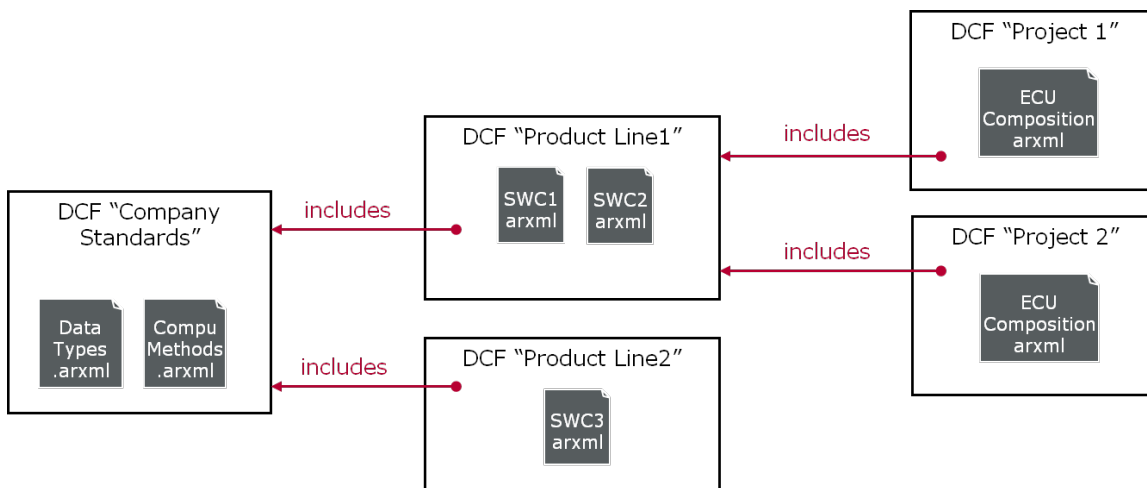 DCF “Company
Standards”
Data
Types
.arxml
Compu
Methods
.arxml
includes
includes
DCF “Product Line1”
SWC1
arxml
SWC2
arxml
DCF “Product Line2”
SWC3
arxml
includes
includes
DCF “Project 1”
ECU
Composition
arxml
DCF “Project 2”
ECU
Composition
arxml